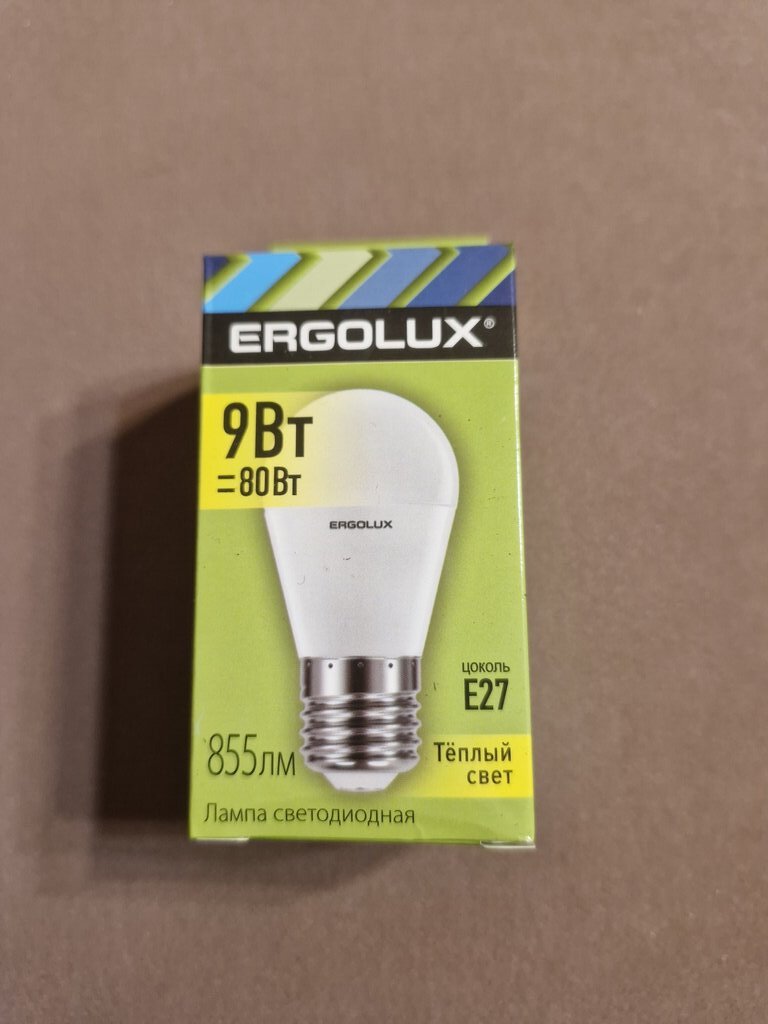 ERGOLUX®
9Вт
=80Вт
ERGOLUX
цоколь
E27
855лм
Тёплый
свет
Лампа светодиодная